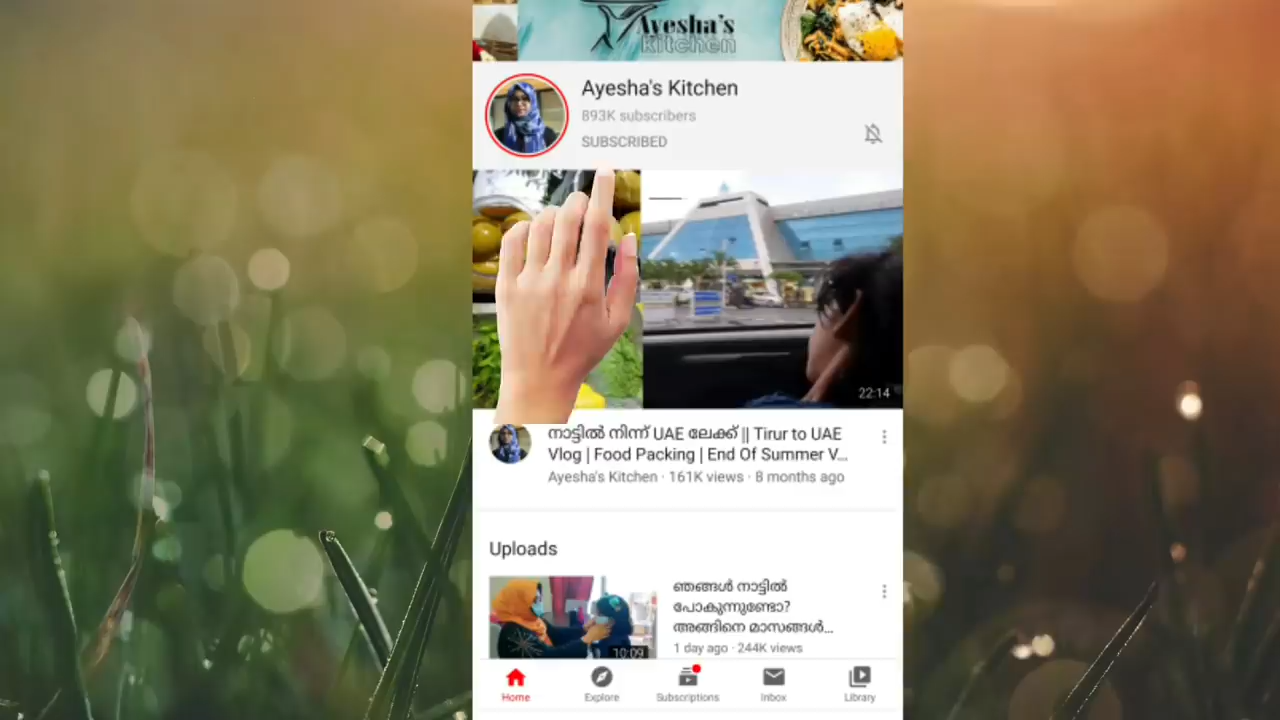 Ayesha's
kitchen
Ayesha's Kitchen
893K subscribers
SUBSCRIBED
22:14
നാട്ടിൽ നിന്ന് UAE ലേക്ക് || Tirur to UAE
Vlog | Food Packing | End Of Summer V...
Ayesha's Kitchen · 161K views · 8 months ago
Uploads
ഞങ്ങൾ നാട്ടിൽ
പോകുന്നുണ്ടോ?
അങ്ങിനെ മാസങ്ങൾ...
1 day ago · 244K views
10:09
Home
Explore
Subscriptions
Inbox
Library